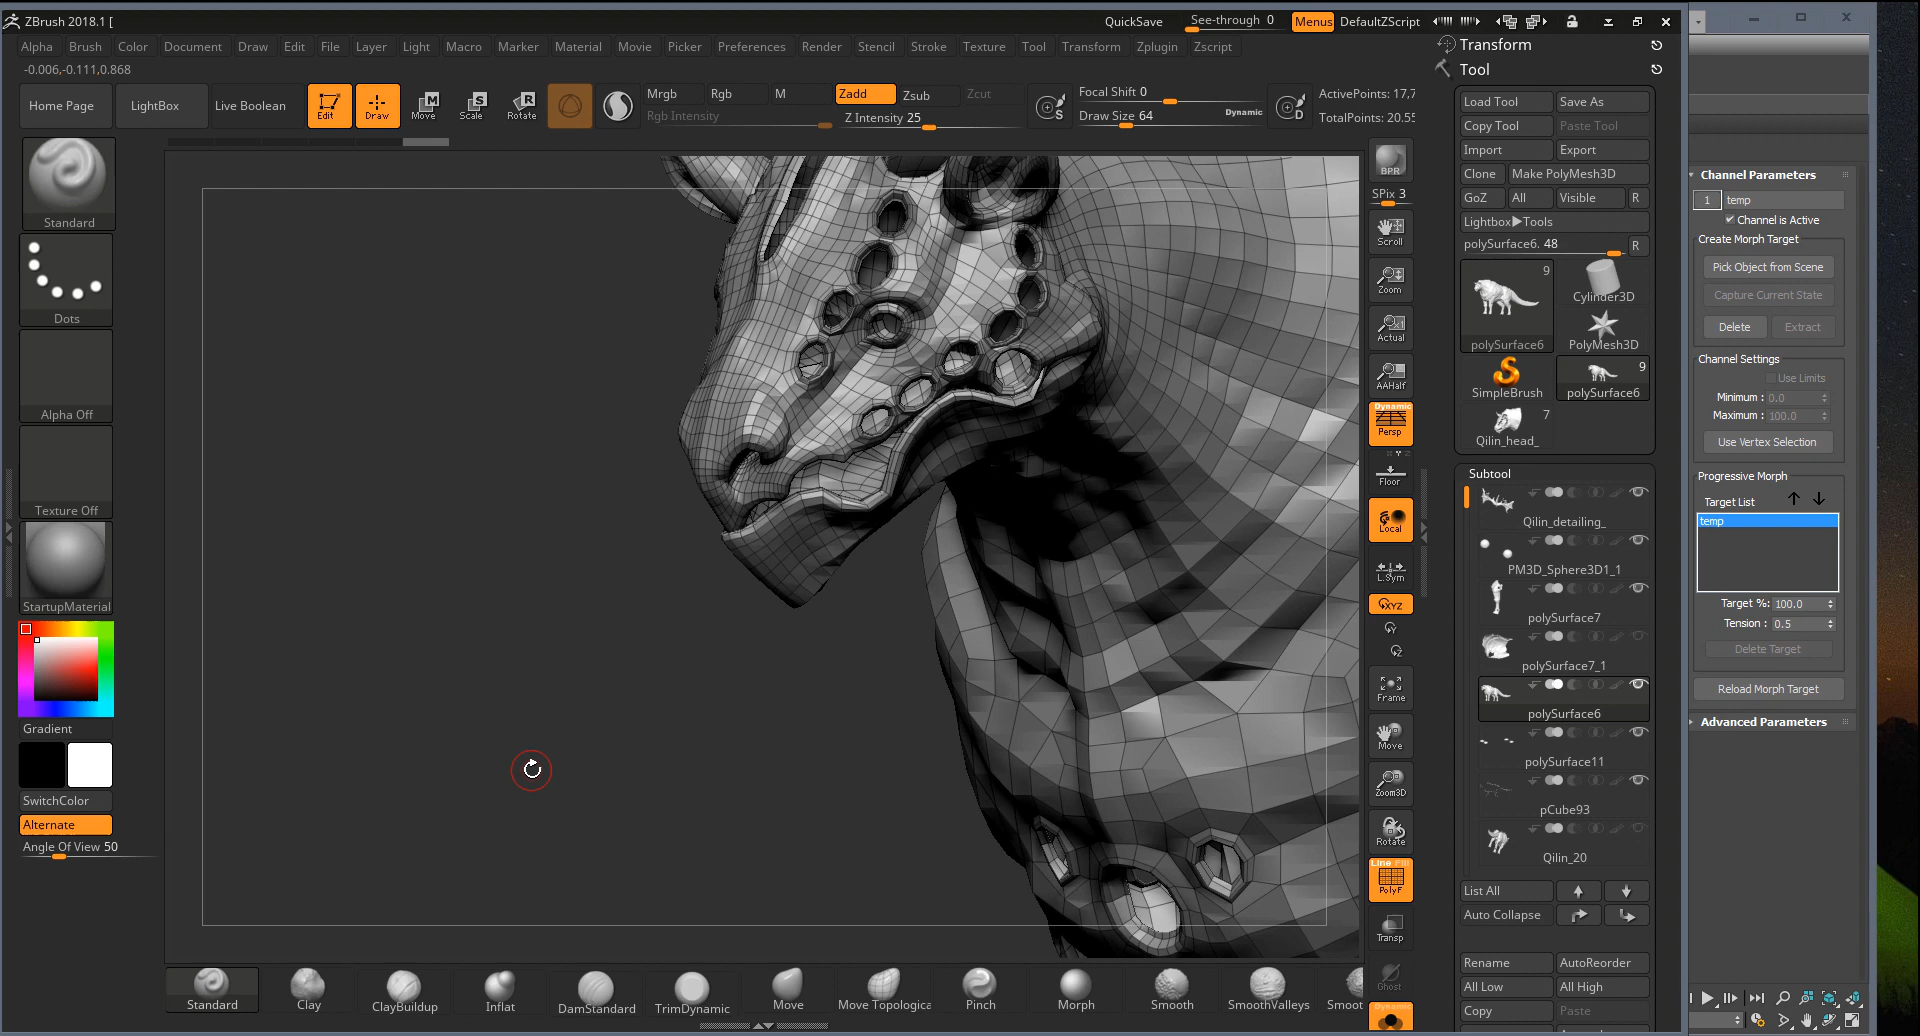 ZBrush 2018.1 [
QuickSave See-through 0 Menus DefaultZScript
Alpha Brush Color Document Draw Edit File Layer Light Macro Marker Material Movie Picker Preferences Render Stencil Stroke Texture Tool Transform Zplugin Zscript
-0.006,-0.111,0.868
Home Page LightBox Live Boolean Edit Draw Move Scale Rotate
M S R
Mrgb Rgb M Zadd Zsub Zcut
Rgb Intensity Z Intensity 25
S Focal Shift 0
Draw Size 64 Dynamic
D ActivePoints: 17,7
TotalPoints: 20.55
Standard
Dots
Alpha Off
Texture Off
StartupMaterial
Gradient
SwitchColor
Alternate
Angle Of View 50
BPR
SPix 3
Scroll
Zoom
Actual
AAHalf
Dynamic
Persp
Floor
Local
L.Sym
XYZ
Y
Z
Frame
Move
Zoom3D
Rotate
Line Fill
PolyF
Transp
Ghost
Dynamic
Transform
Tool
Load Tool Save As
Copy Tool Paste Tool
Import Export
Clone Make PolyMesh3D
GoZ All Visible R
Lightbox▶Tools
polySurface6. 48 R
9
polySurface6
Cylinder3D
PolyMesh3D
SimpleBrush
9
polySurface6
7
Qilin_head_
Subtool
Qilin_detailing_
PM3D_Sphere3D1_1
polySurface7
polySurface7_1
polySurface6
polySurface11
pCube93
Qilin_20
List All
Auto Collapse
Rename AutoReorder
All Low All High
Copy Paste
Standard Clay ClayBuildup Inflat DamStandard TrimDynamic Move Move Topologica Pinch Morph Smooth SmoothValleys Smoot
Channel Parameters
1 temp
Channel is Active
Create Morph Target
Pick Object from Scene
Capture Current State
Delete Extract
Channel Settings
Use Limits
Minimum : 0.0
Maximum : 100.0
Use Vertex Selection
Progressive Morph
Target List
temp
Target %: 100.0
Tension : 0.5
Delete Target
Reload Morph Target
Advanced Parameters